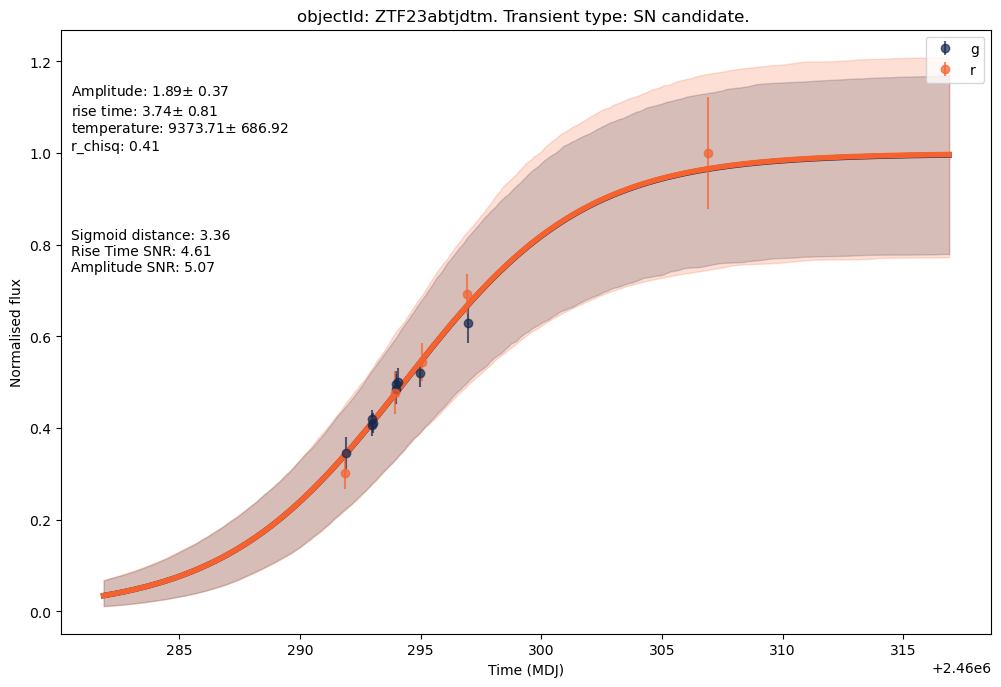 objectId: ZTF23abtjdtm. Transient type: SN candidate.
g
r
Amplitude: 1.89± 0.37
rise time: 3.74± 0.81
temperature: 9373.71± 686.92
r_chisq: 0.41
Sigmoid distance: 3.36
Rise Time SNR: 4.61
Amplitude SNR: 5.07
Normalised flux
1.2
1.0
0.8
0.6
0.4
0.2
0.0
285 290 295 300 305 310 315
Time (MDJ)
+2.46e6